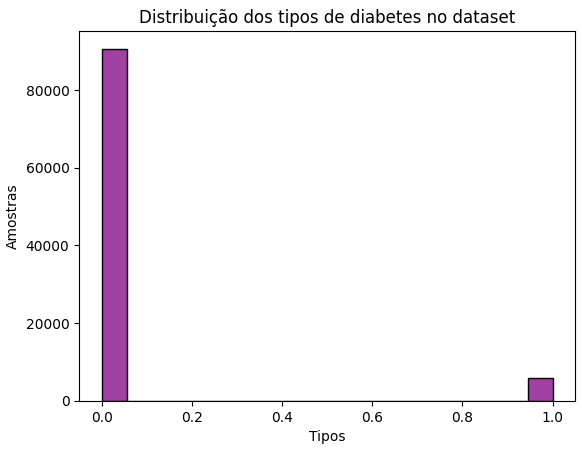 Distribuição dos tipos de diabetes no dataset
80000
60000
40000
20000
0
Amostras
0.0 0.2 0.4 0.6 0.8 1.0
Tipos